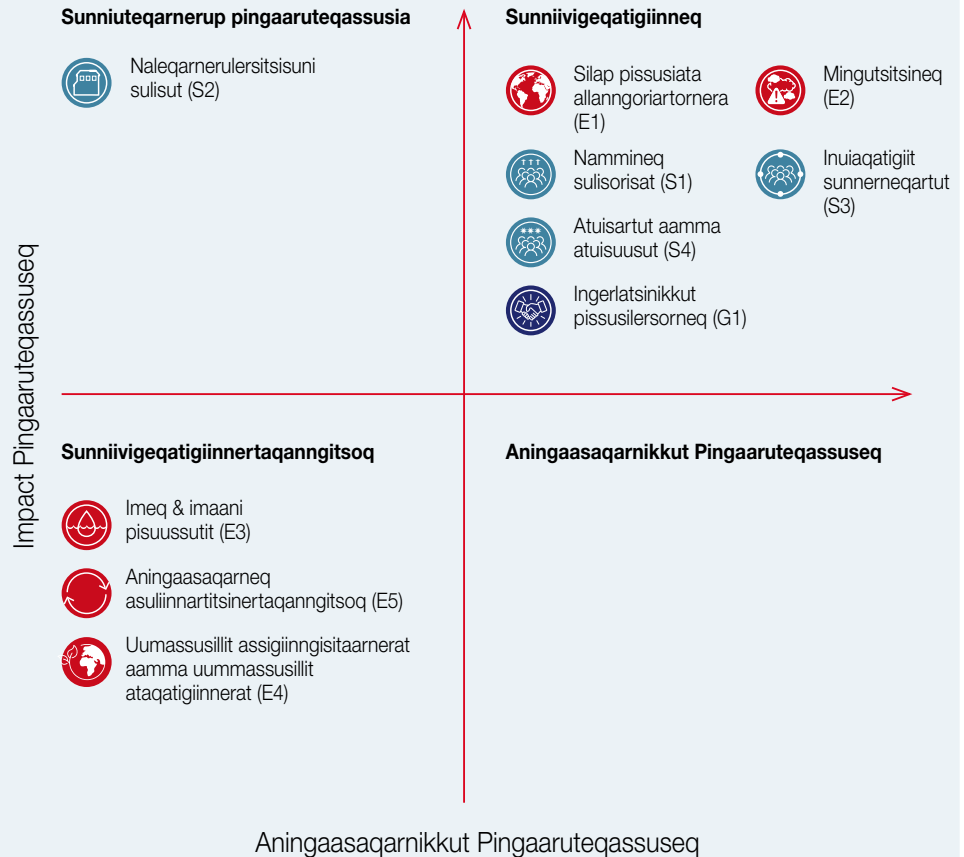 Sunniuteqarnerup pingaaruteqassusia
Naleqarnerulersitsisuni
sulisut (S2)
Sunniivigeqatigiinneq
Silap pissusiata
allanngoriartornera
(E1)
Mingutsitsineq
(E2)
Nammineq
sulisorisat (S1)
Inuiaqatigiit
sunnerneqartut
(S3)
Atuisartut aamma
atuisuusut (S4)
Ingerlatsinikkut
pissusilersorneq (G1)
Impact Pingaaruteqassuseq
Sunniivigeqatigiinnertaqanngitsoq
Imeq & imaani
pisuussutit (E3)
Aningaasaqarneq
asuliinnartitsinertaqanngitsoq (E5)
Uumassusillit assigiinngisitaarnerat
aamma uummassusillit
ataqatigiinnerat (E4)
Aningaasaqarnikkut Pingaaruteqassuseq
Aningaasaqarnikkut Pingaaruteqassuseq